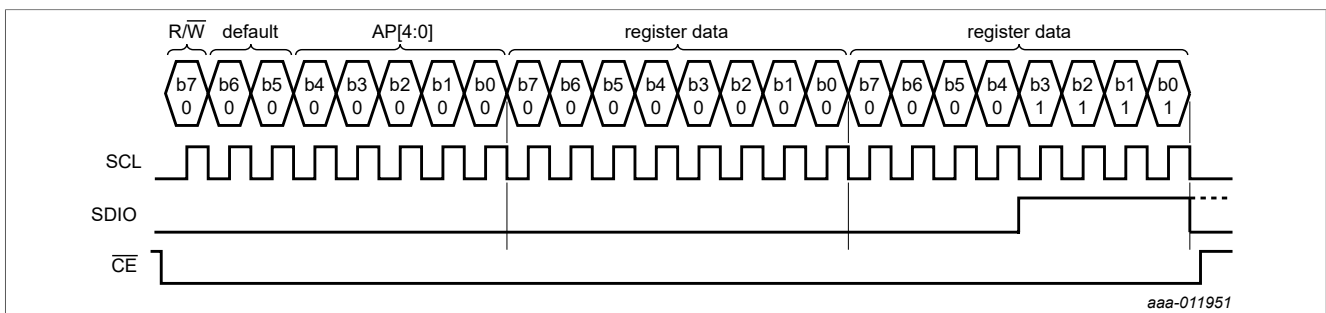 R/W̅ default AP[4:0] register data register data
b7 b6 b5 b4 b3 b2 b1 b0 b7 b6 b5 b4 b3 b2 b1 b0 b7 b6 b5 b4 b3 b2 b1 b0
0 0 0 0 0 0 0 0 0 0 0 0 0 0 0 0 0 0 0 0 1 1 1 1
SCL
SDIO
C̅E̅
aaa-011951